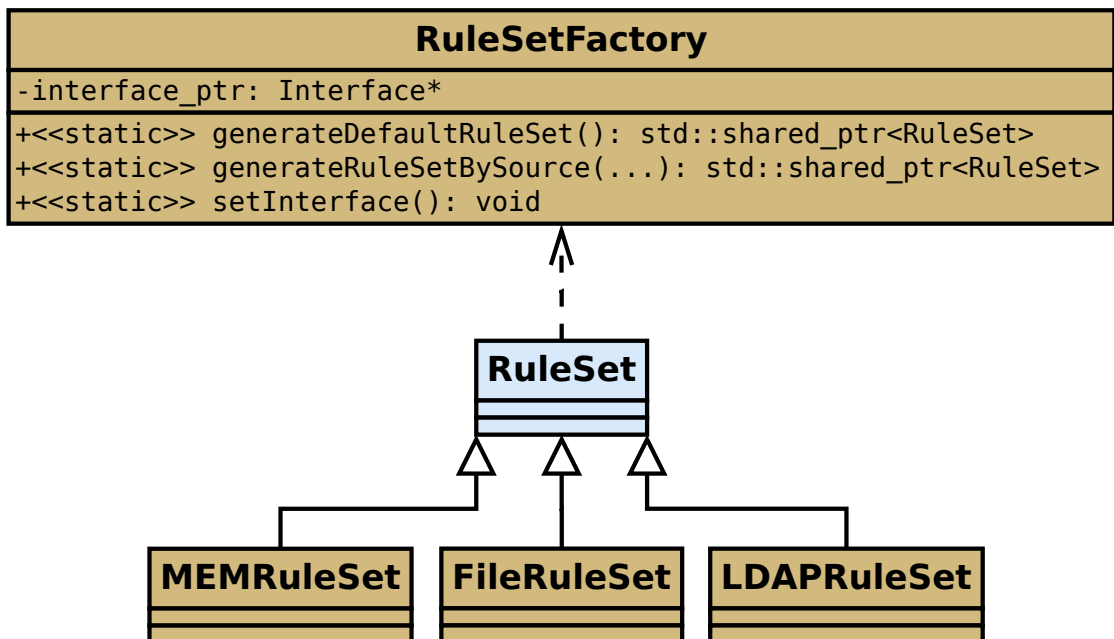 RuleSetFactory
-interface_ptr: Interface*
+<<static>> generateDefaultRuleSet(): std::shared_ptr<RuleSet>
+<<static>> generateRuleSetBySource(...): std::shared_ptr<RuleSet>
+<<static>> setInterface(): void
RuleSet
MEMRuleSet
FileRuleSet
LDAPRuleSet